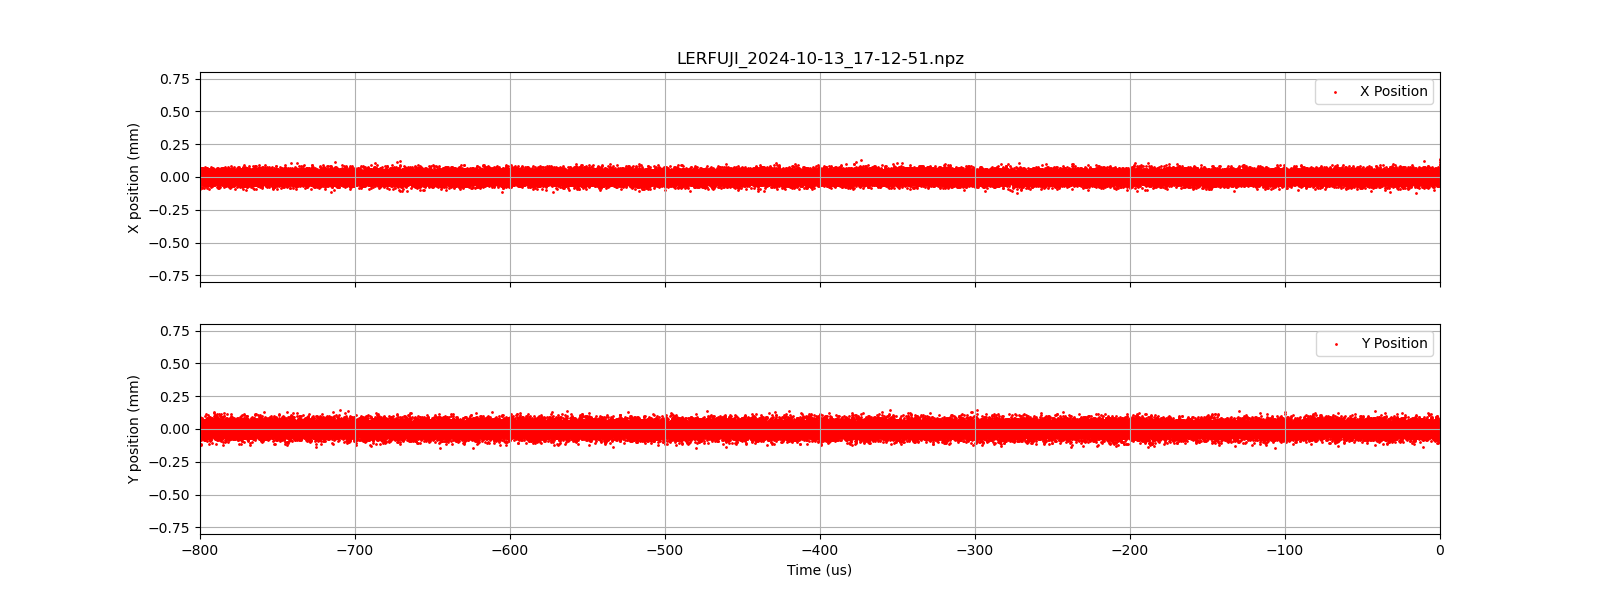 LERFUJI_2024-10-13_17-12-51.npz
0.75
0.50
0.25
0.00
−0.25
−0.50
−0.75
X position (mm)
X Position
0.75
0.50
0.25
0.00
−0.25
−0.50
−0.75
Y position (mm)
Y Position
−800 −700 −600 −500 −400 −300 −200 −100 0
Time (us)